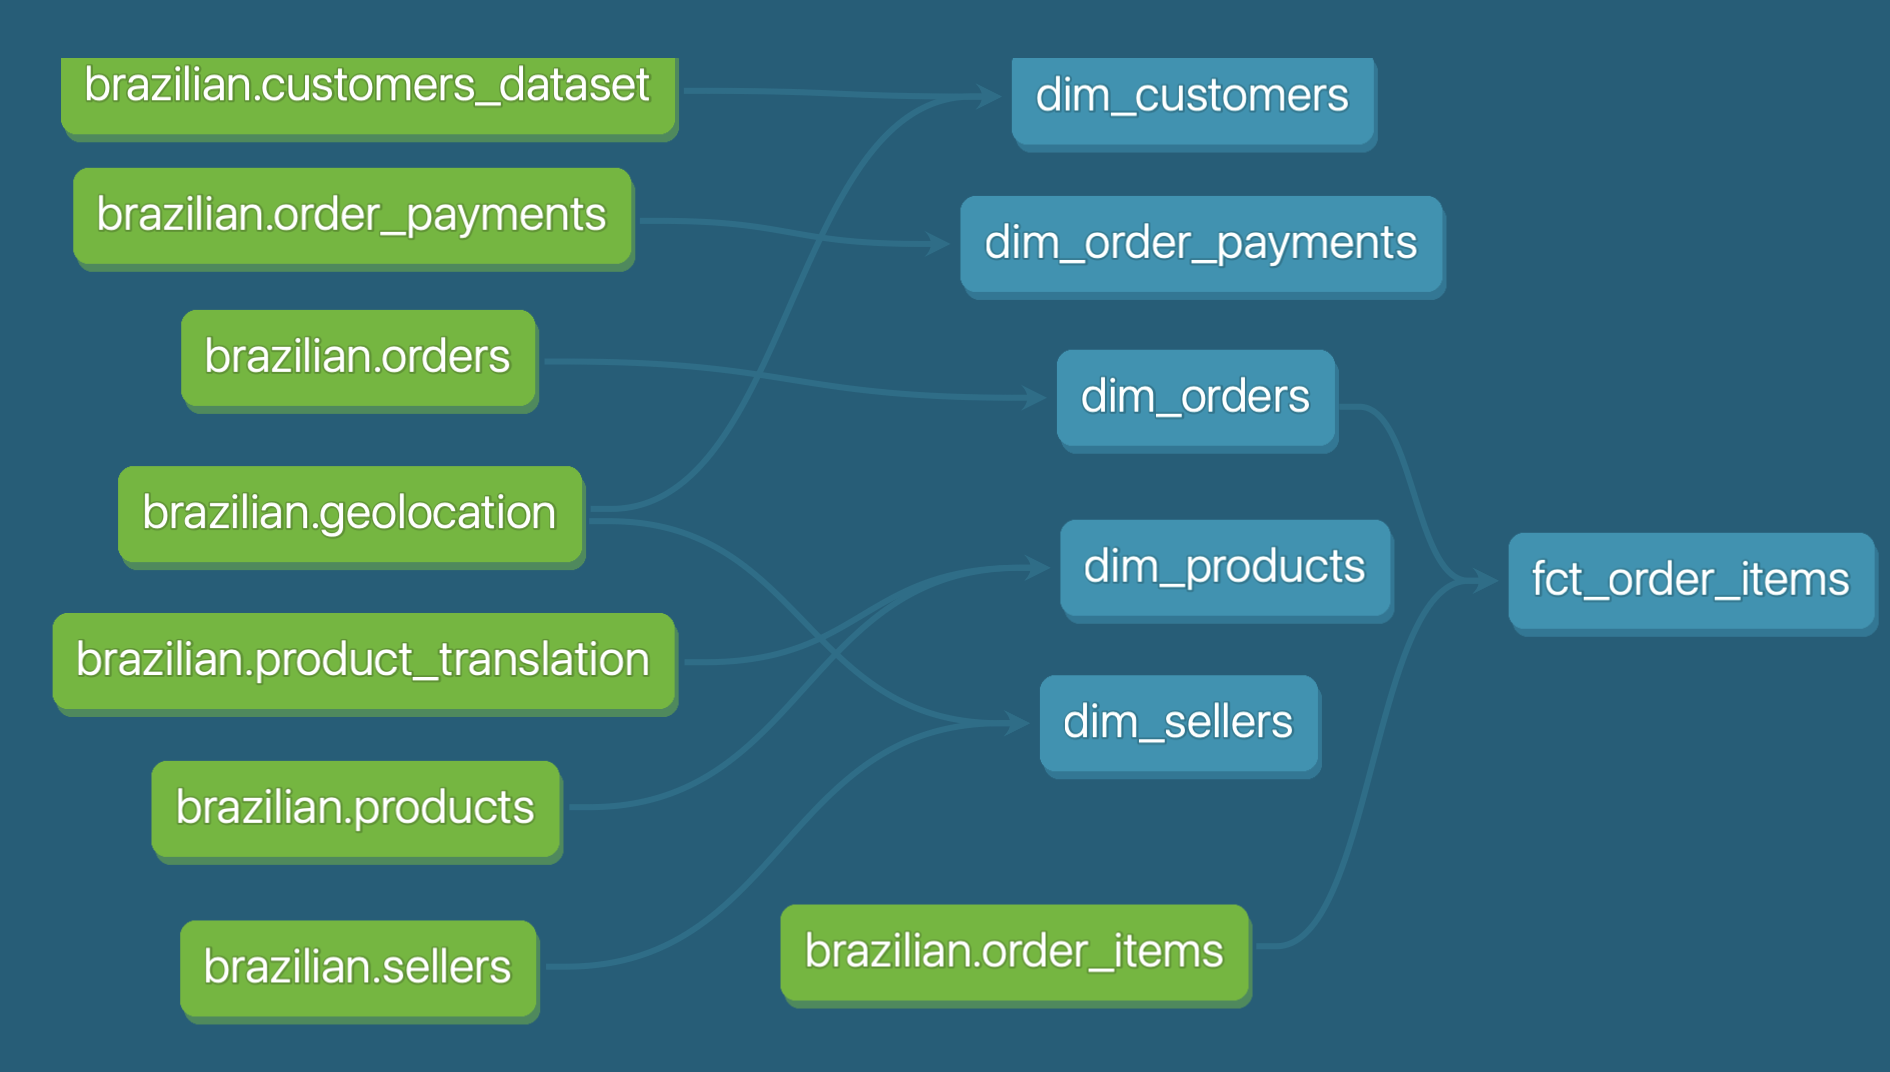 brazilian.customers_dataset
dim_customers
brazilian.order_payments
dim_order_payments
brazilian.orders
dim_orders
brazilian.geolocation
dim_products
fct_order_items
brazilian.product_translation
dim_sellers
brazilian.products
brazilian.order_items
brazilian.sellers